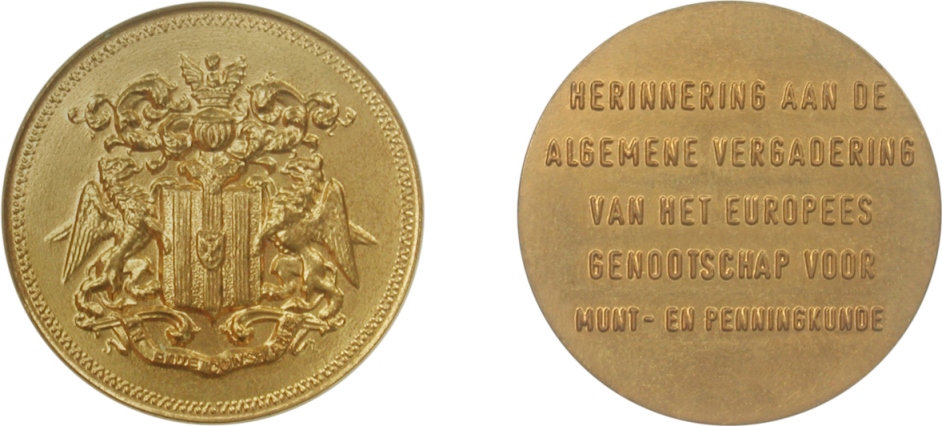 HERINNERING AAN DE
ALGEMENE VERGADERING
VAN HET EUROPEES
GENOOTSCHAP VOOR
MUNT- EN PENNINGKUNDE